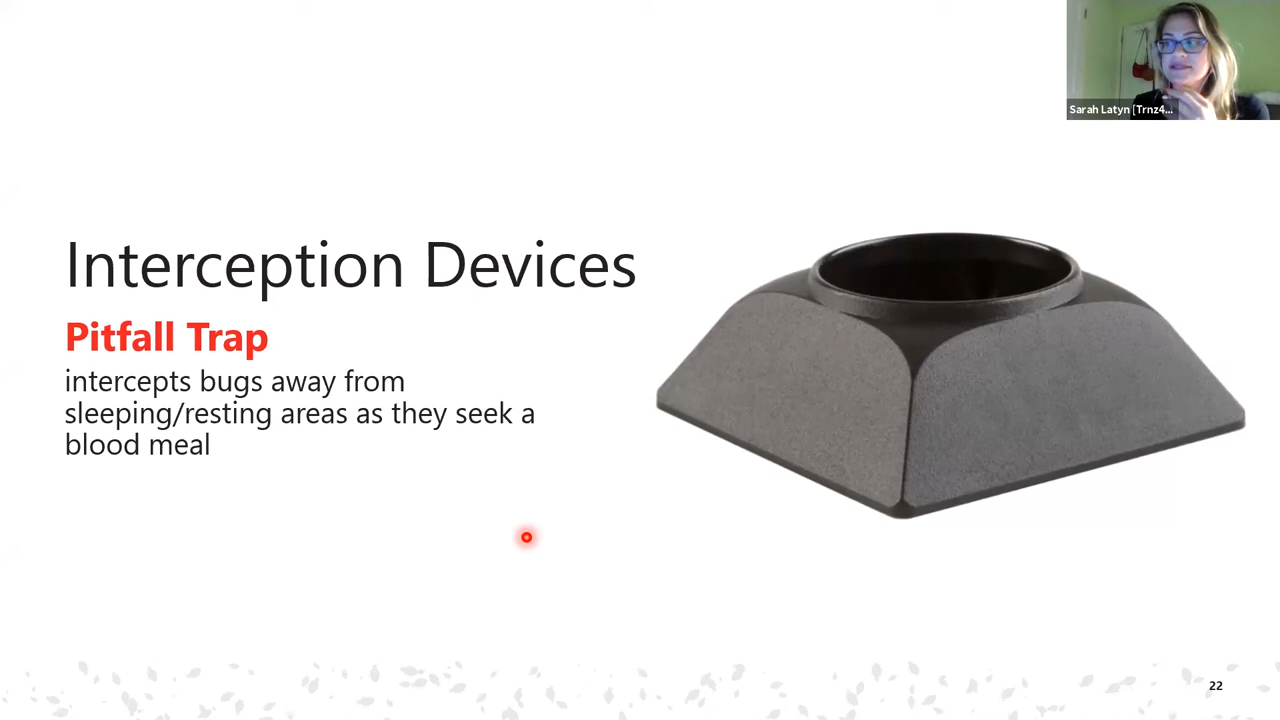 Sarah Latyn [Trnz4...
Interception Devices
Pitfall Trap
intercepts bugs away from
sleeping/resting areas as they seek a
blood meal
22